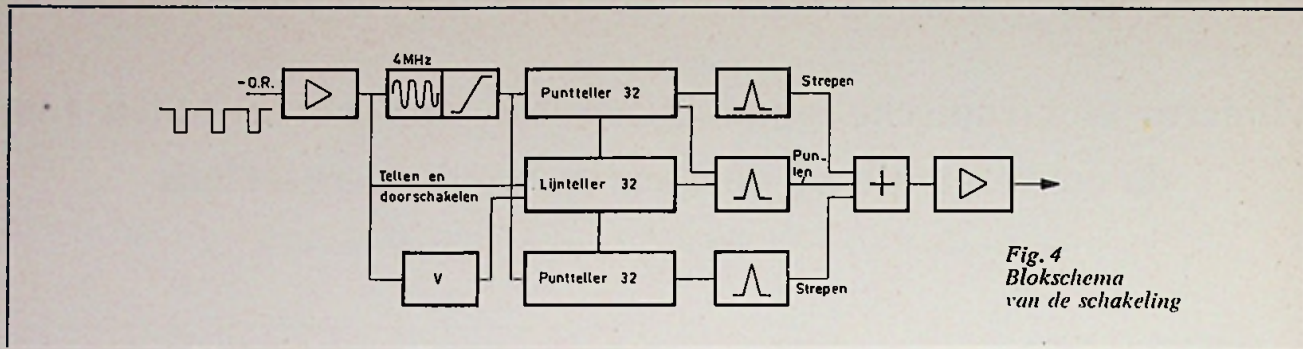 4MHz
-O.R.
Puntteller 32
Strepen
Tellen en
doorschakelen
Lijnteller 32
Pun-
ten
V
Puntteller 32
Strepen
Fig. 4
Blokschema
van de schakeling